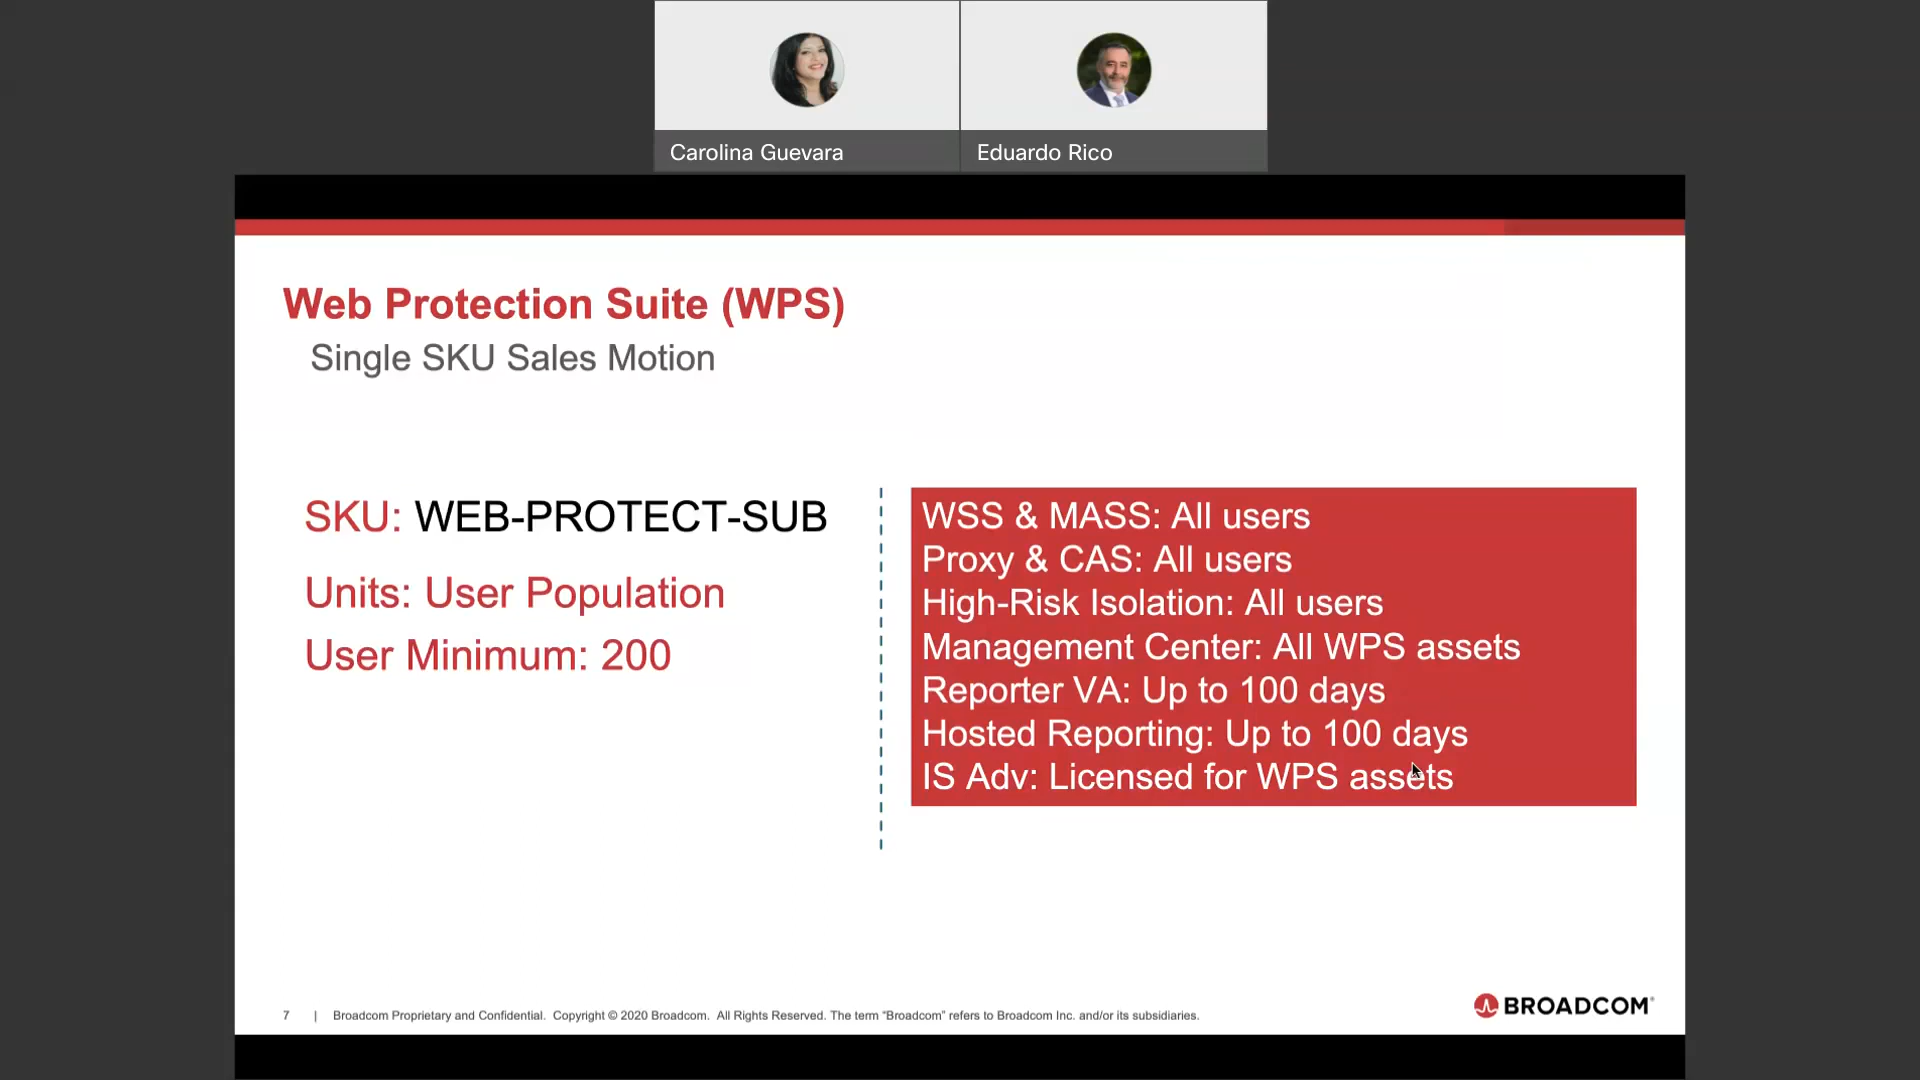 Carolina Guevara
Eduardo Rico
Web Protection Suite (WPS)
Single SKU Sales Motion
SKU: WEB-PROTECT-SUB
Units: User Population
User Minimum: 200
WSS & MASS: All users
Proxy & CAS: All users
High-Risk Isolation: All users
Management Center: All WPS assets
Reporter VA: Up to 100 days
Hosted Reporting: Up to 100 days
IS Adv: Licensed for WPS assets
7 | Broadcom Proprietary and Confidential. Copyright © 2020 Broadcom. All Rights Reserved. The term “Broadcom” refers to Broadcom Inc. and/or its subsidiaries.
BROADCOM®